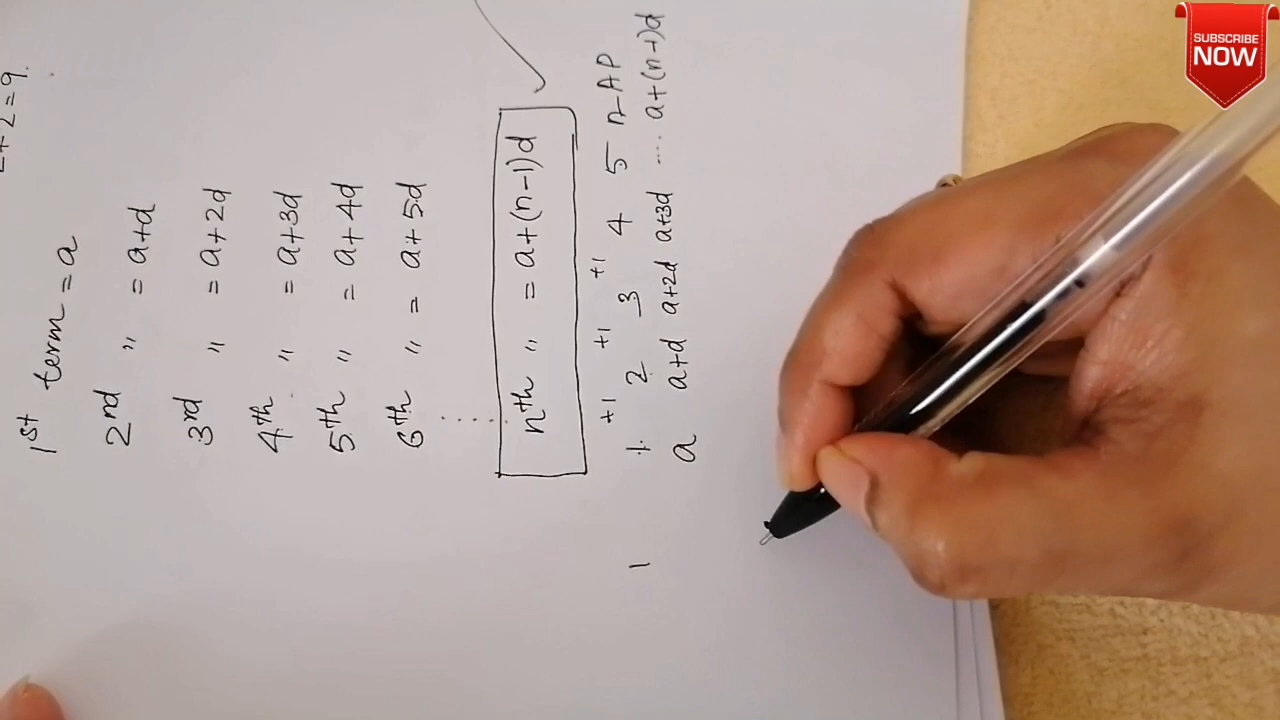 2+2=9.
1st term = a
2nd " = a+d
3rd " = a+2d
4th " = a+3d
5th " = a+4d
6th " = a+5d
nth " = a+(n-1)d
+1 +1 +1
1 1 2 3 4 5 n-AP
a a+d a+2d a+3d .... a+(n-1)d
SUBSCRIBE
NOW